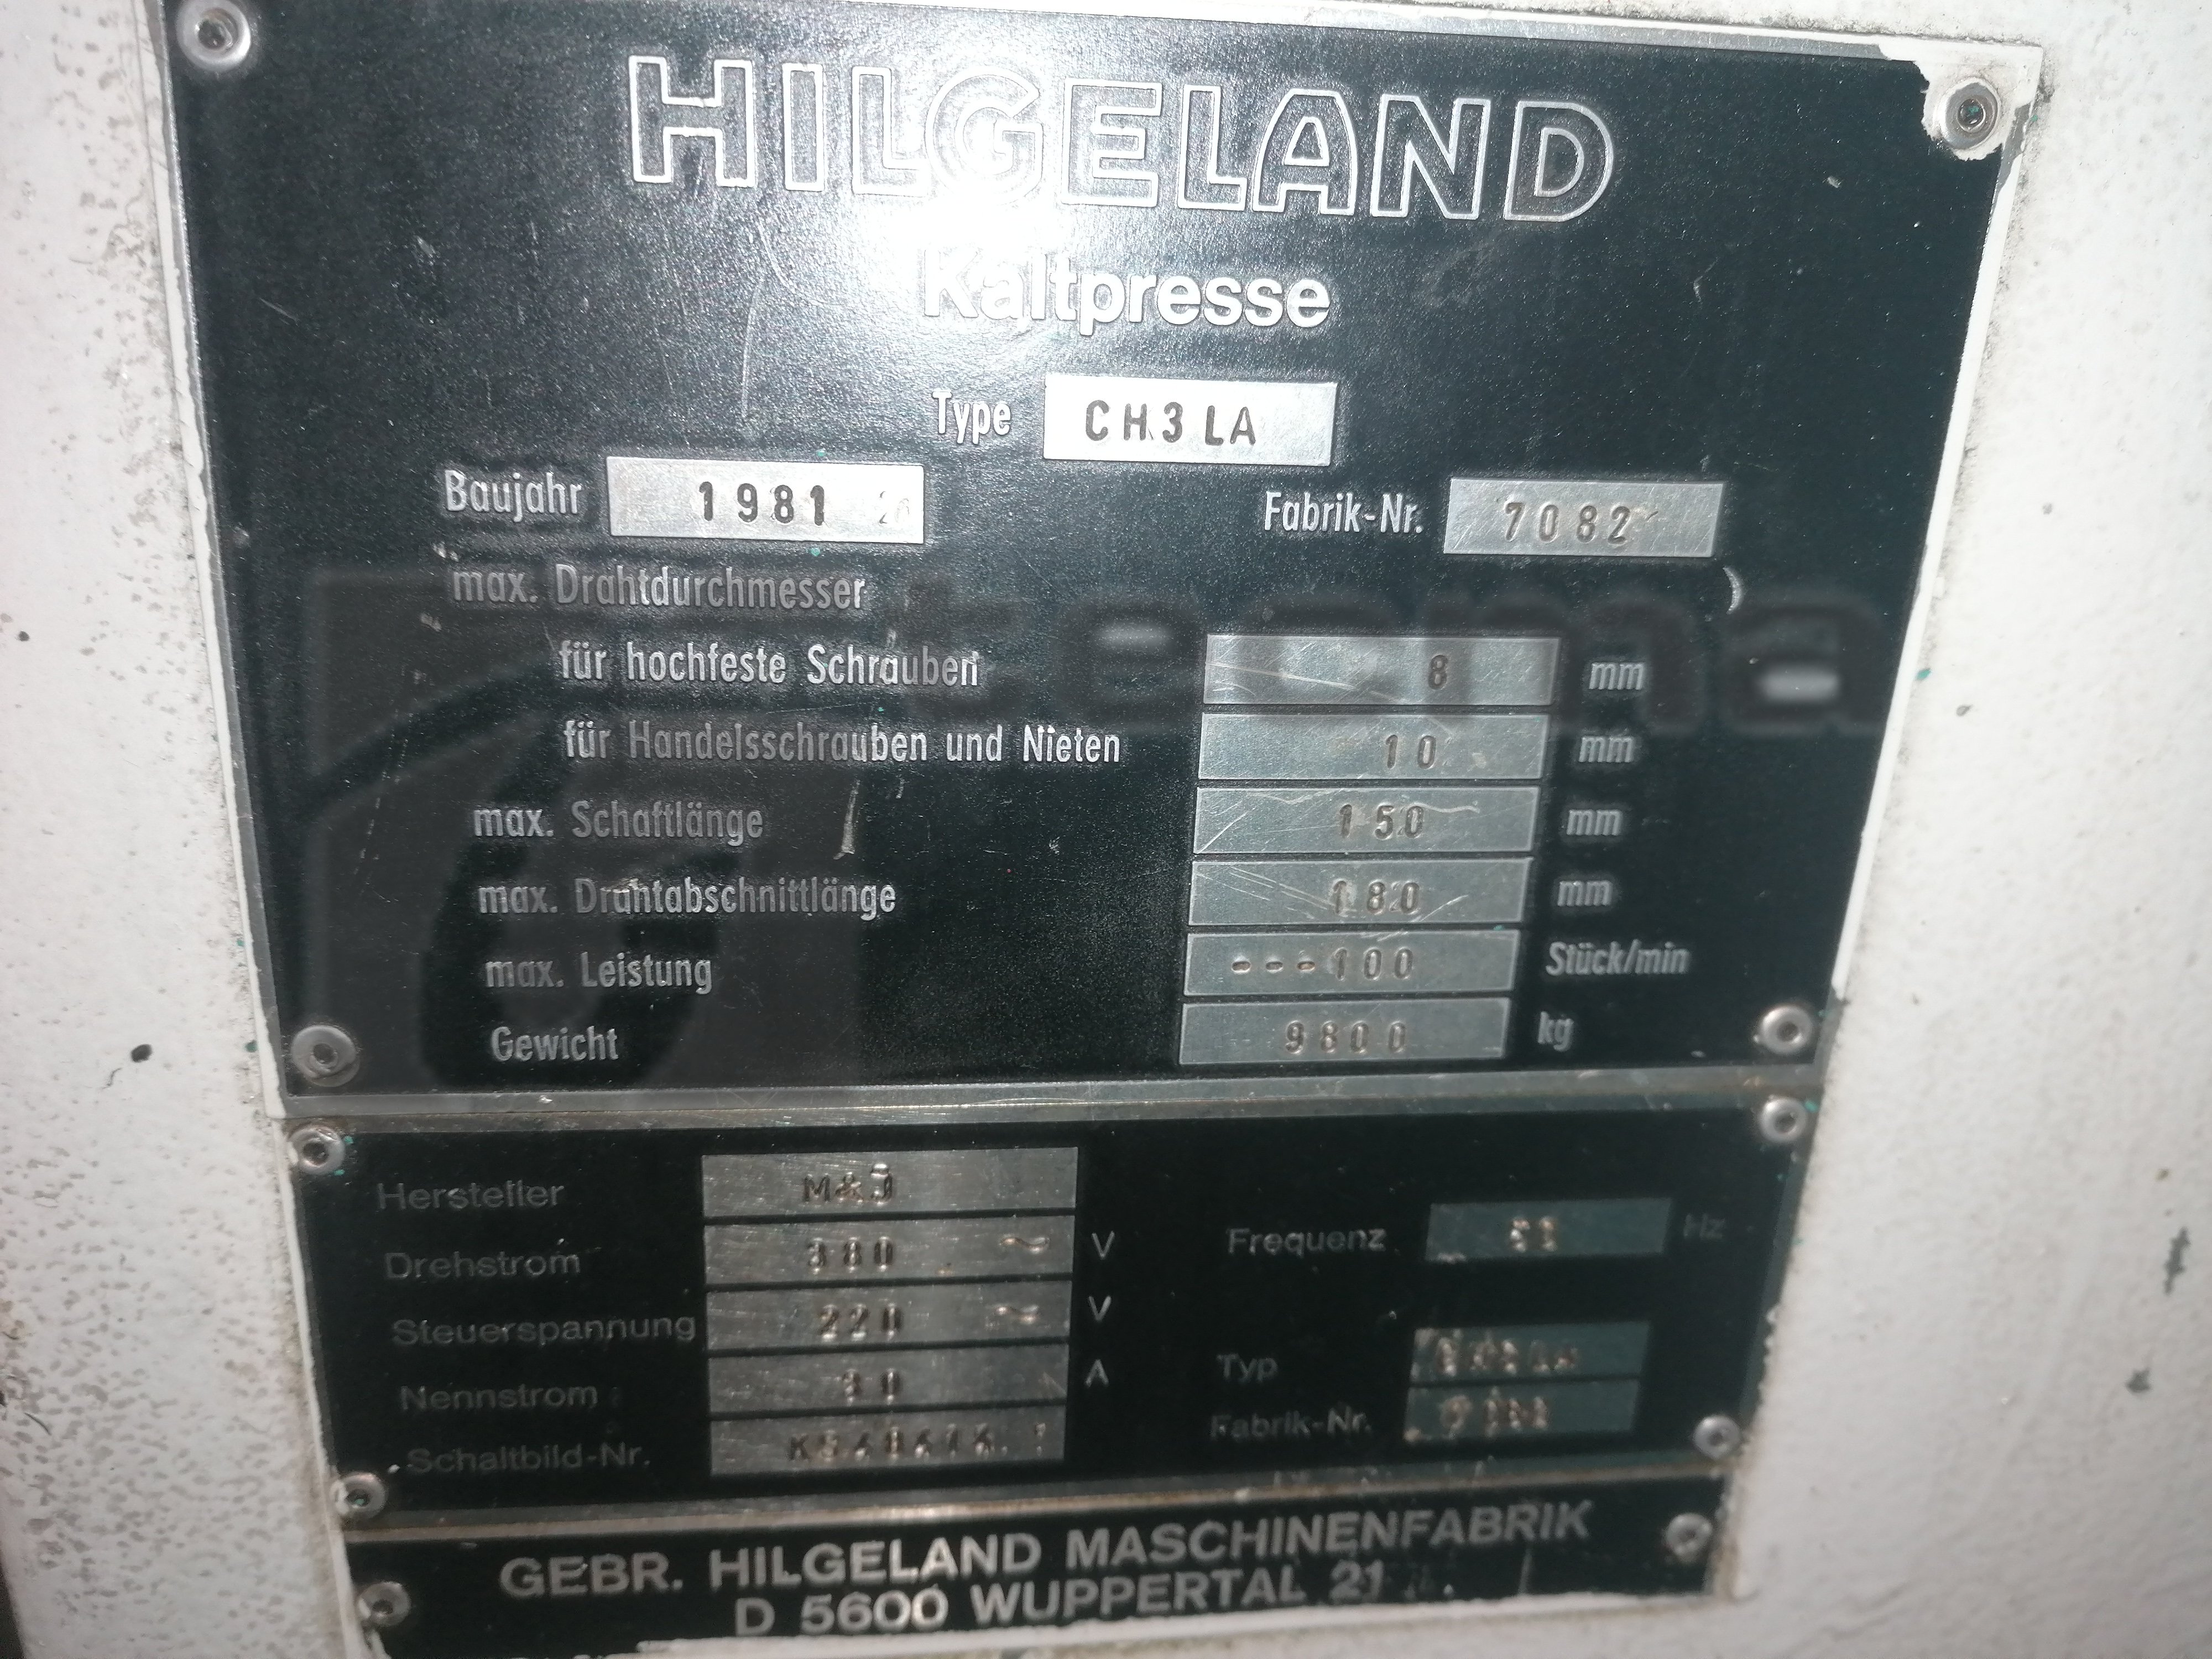 HILGELAND
Kaltpresse
Type CH3LA
Baujahr 1981 Fabrik-Nr. 7082
max. Drahtdurchmesser
für hochfeste Schrauben 8 mm
für Handelsschrauben und Nieten 10 mm
max. Schaftlänge 150 mm
max. Drahtabschnittlänge 180 mm
max. Leistung ---100 Stück/min
Gewicht 9800 kg
terma
Hersteller M&J
Drehstrom 380 ~ V Frequenz Hz
Steuerspannung 220 ~ V
Nennstrom A Typ
Schaltbild-Nr. Fabrik-Nr.
GEBR. HILGELAND MASCHINENFABRIK
D 5600 WUPPERTAL 21